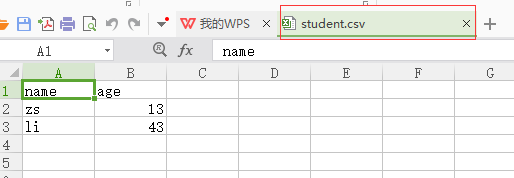 我的WPS student.csv
A1 fx name
A B C D E F G
1 name age
2 zs 13
3 li 43
4
5